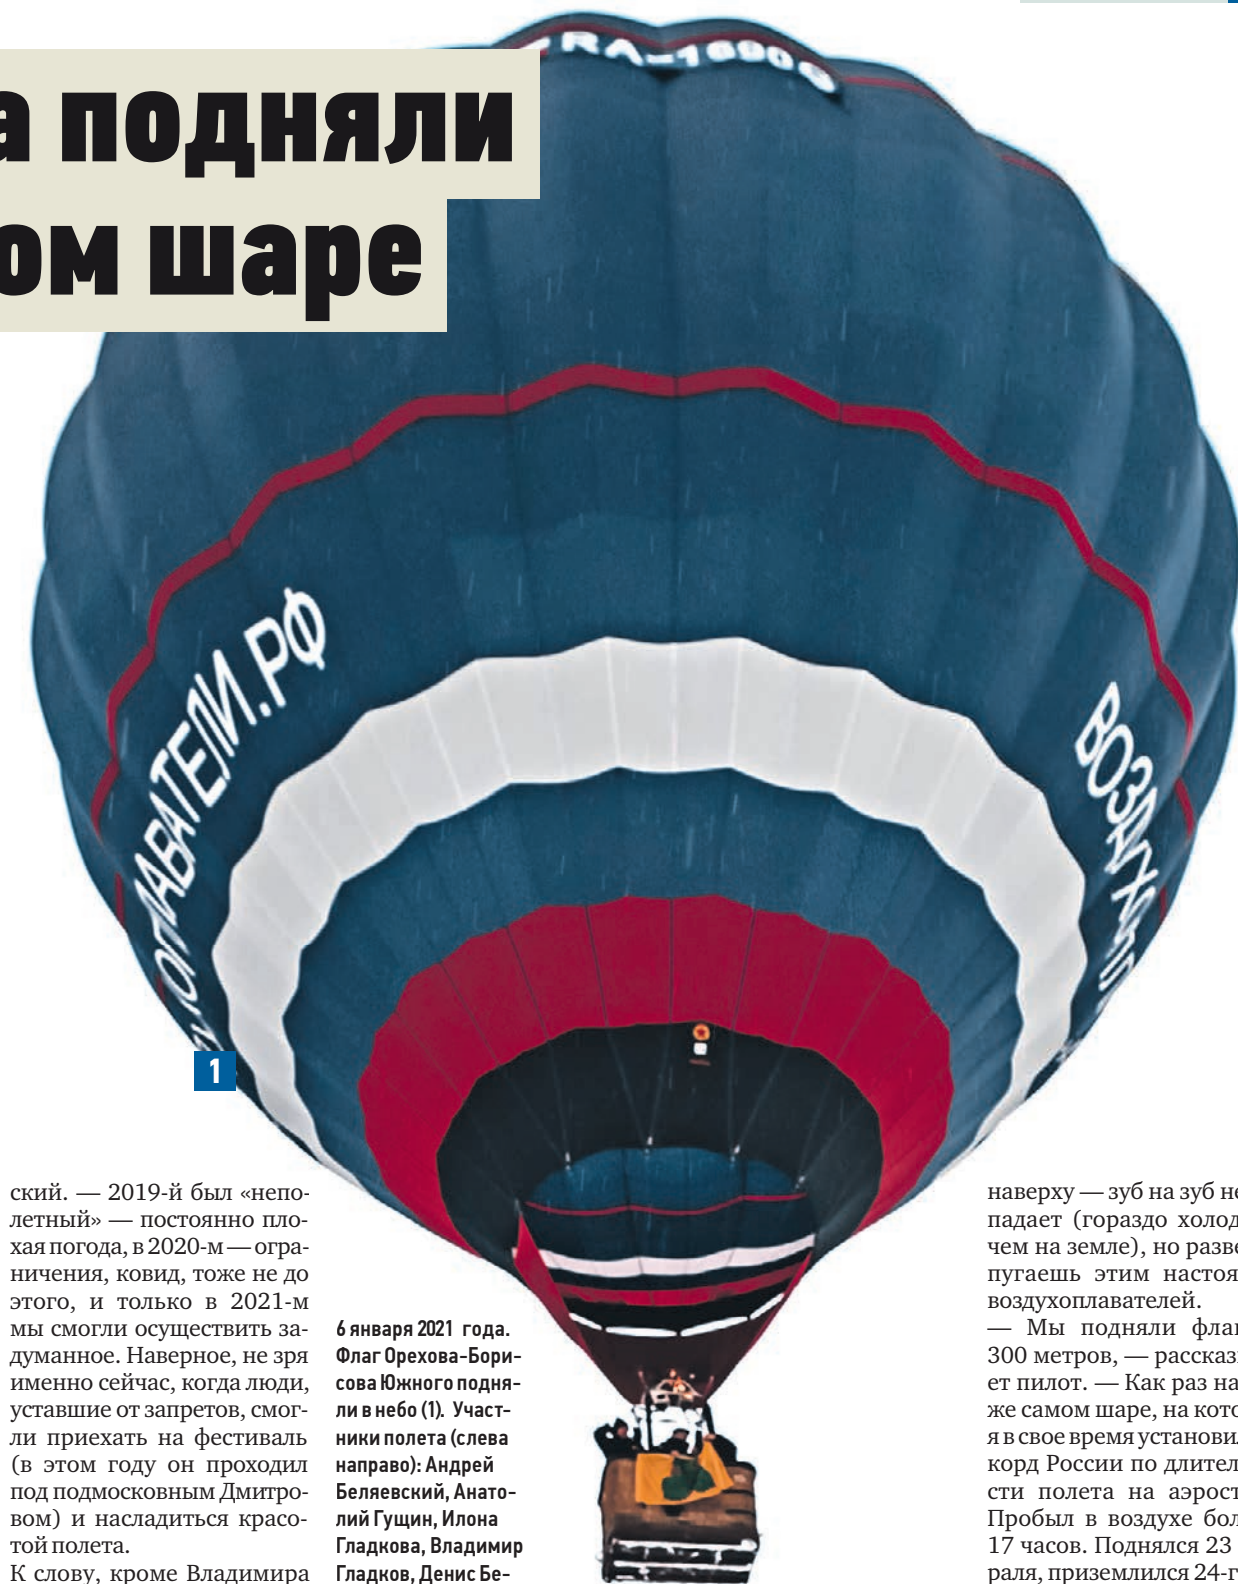 а подняли
ом шаре
RA-1690G
ПЛАВАТЕЛИ.РФ
ВОЗДУХОПЛ
1
ский. — 2019-й был «непо-
летный» — постоянно пло-
хая погода, в 2020-м — огра-
ничения, ковид, тоже не до
этого, и только в 2021-м
мы смогли осуществить за-
думанное. Наверное, не зря
именно сейчас, когда люди,
уставшие от запретов, смог-
ли приехать на фестиваль
(в этом году он проходил
под подмосковным Дмитро-
вом) и насладиться красо-
той полета.
К слову, кроме Владимира
6 января 2021 года.
Флаг Орехова-Бори-
сова Южного подня-
ли в небо (1). Участ-
ники полета (слева
направо): Андрей
Беляевский, Анато-
лий Гущин, Илона
Гладкова, Владимир
Гладков, Денис Бе-
наверху — зуб на зуб не
падает (гораздо холод
чем на земле), но разве
пугаешь этим настоя
воздухоплавателей.
— Мы подняли флаг
300 метров, — рассказы
ет пилот. — Как раз на
же самом шаре, на кото
я в свое время установил
корд России по длител
сти полета на аэрост
Пробыл в воздухе бол
17 часов. Поднялся 23
раля, приземлился 24-г